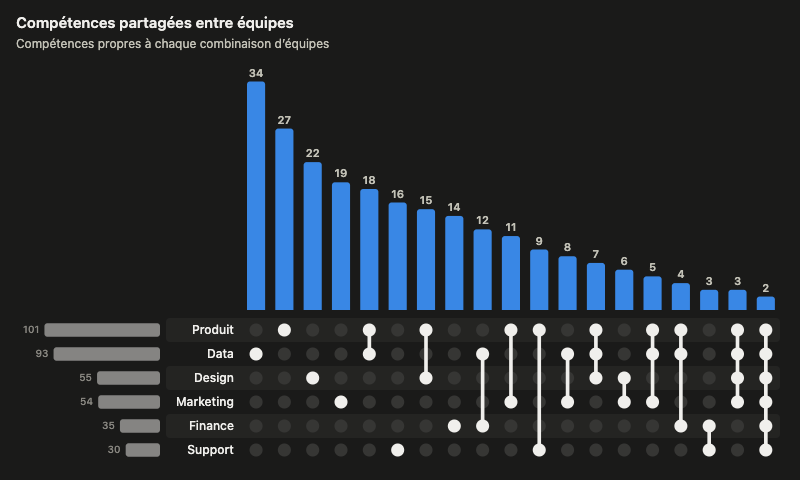 Compétences partagées entre équipes
Compétences propres à chaque combinaison d'équipes
34
27
22
19
18
16
15
14
12
11
9
8
7
6
5
4
3
3
2
101 Produit
93 Data
55 Design
54 Marketing
35 Finance
30 Support